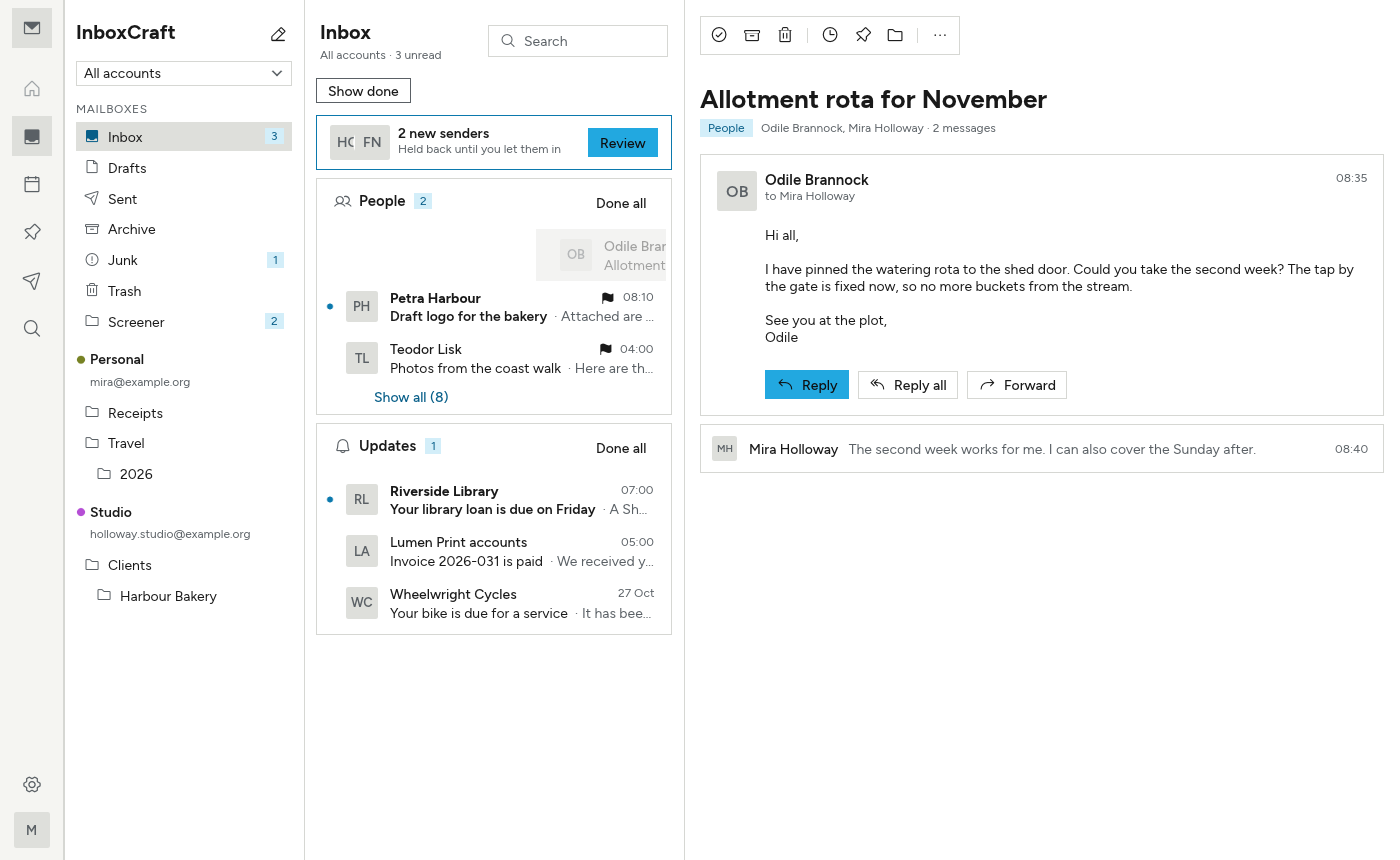 InboxCraft
All accounts
MAILBOXES
Inbox 3
Drafts
Sent
Archive
Junk 1
Trash
Screener 2
Personal
mira@example.org
Receipts
Travel
2026
Studio
holloway.studio@example.org
Clients
Harbour Bakery
M
Inbox
All accounts · 3 unread
Search
Show done
FN
2 new senders
Held back until you let them in
Review
People 2
Done all
OB
Odile
Allotment
PH
Petra Harbour 08:10
Draft logo for the bakery · Attached are …
TL
Teodor Lisk 04:00
Photos from the coast walk · Here are th…
Show all (8)
Updates 1
Done all
RL
Riverside Library 07:00
Your library loan is due on Friday · A Sh…
LA
Lumen Print accounts 05:00
Invoice 2026-031 is paid · We received y…
WC
Wheelwright Cycles 27 Oct
Your bike is due for a service · It has bee…
Allotment rota for November
People Odile Brannock, Mira Holloway · 2 messages
OB
Odile Brannock 08:35
to Mira Holloway
Hi all,
I have pinned the watering rota to the shed door. Could you take the second week? The tap by
the gate is fixed now, so no more buckets from the stream.
See you at the plot,
Odile
Reply
Reply all
Forward
MH
Mira Holloway The second week works for me. I can also cover the Sunday after. 08:40